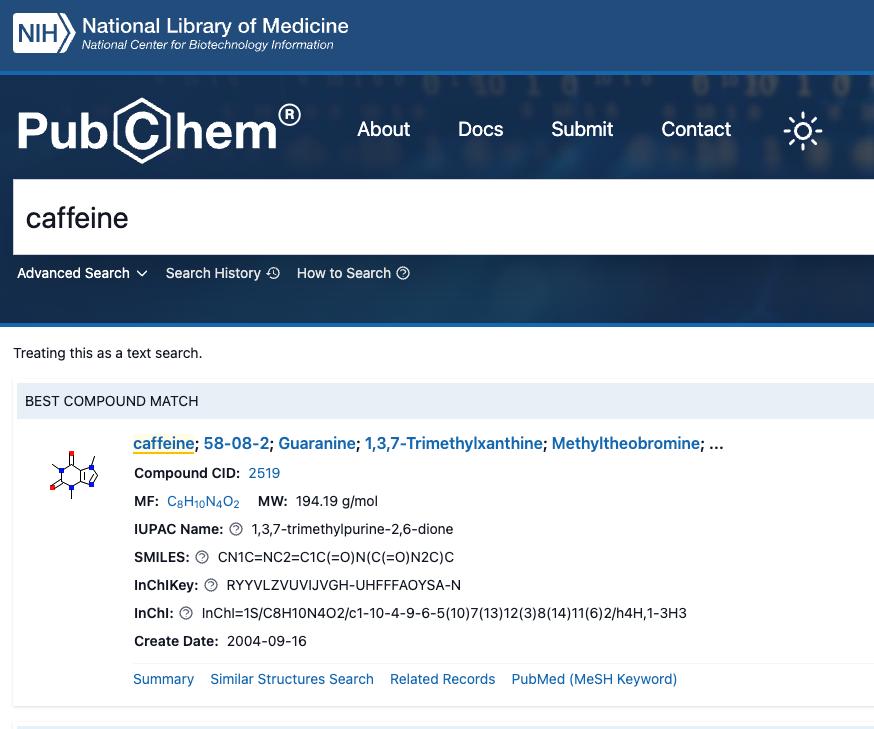 NIH National Library of Medicine
National Center for Biotechnology Information
PubChem®
About Docs Submit Contact
caffeine
Advanced Search Search History How to Search
Treating this as a text search.
BEST COMPOUND MATCH
caffeine; 58-08-2; Guaranine; 1,3,7-Trimethylxanthine; Methyltheobromine; ...
Compound CID: 2519
MF: C₈H₁₀N₄O₂ MW: 194.19 g/mol
IUPAC Name: 1,3,7-trimethylpurine-2,6-dione
SMILES: CN1C=NC2=C1C(=O)N(C(=O)N2C)C
InChIKey: RYYVLZVUVIJVGH-UHFFFAOYSA-N
InChI: InChI=1S/C8H10N4O2/c1-10-4-9-6-5(10)7(13)12(3)8(14)11(6)2/h4H,1-3H3
Create Date: 2004-09-16
Summary Similar Structures Search Related Records PubMed (MeSH Keyword)